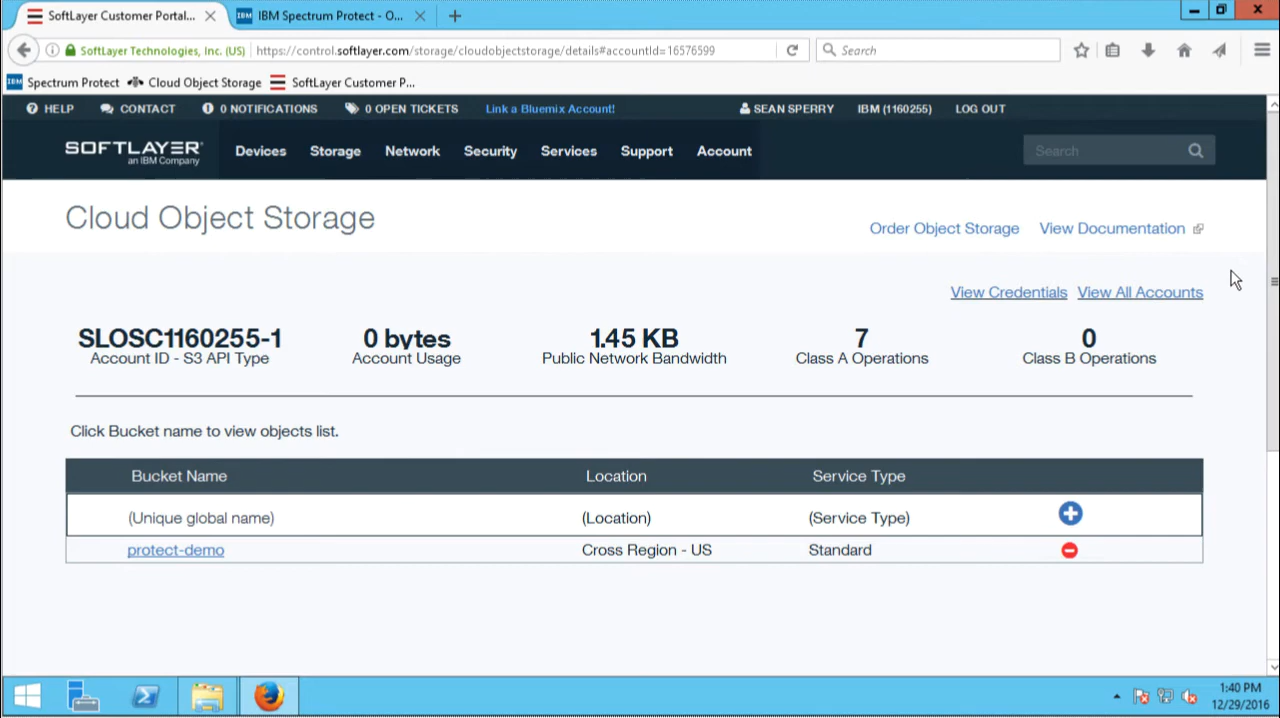 SoftLayer Customer Portal... IBM Spectrum Protect - O...
SoftLayer Technologies, Inc. (US) https://control.softlayer.com/storage/cloudobjectstorage/details#accountId=16576599 Search
IBM Spectrum Protect Cloud Object Storage SoftLayer Customer P...
HELP CONTACT 0 NOTIFICATIONS 0 OPEN TICKETS Link a Bluemix Account! SEAN SPERRY IBM (1160255) LOG OUT
SOFTLAYER Devices Storage Network Security Services Support Account Search
an IBM Company
Cloud Object Storage
Order Object Storage View Documentation
View Credentials View All Accounts
SLOSC1160255-1 0 bytes 1.45 KB 7 0
Account ID - S3 API Type Account Usage Public Network Bandwidth Class A Operations Class B Operations
Click Bucket name to view objects list.
Bucket Name Location Service Type
(Unique global name) (Location) (Service Type)
protect-demo Cross Region - US Standard
1:40 PM
12/29/2016